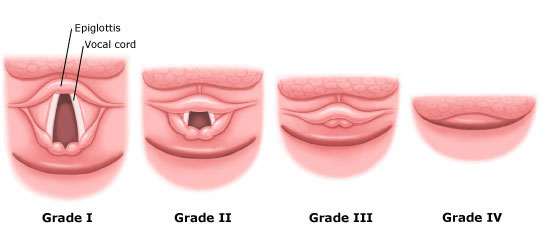 Epiglottis
Vocal cord
Grade I
Grade II
Grade III
Grade IV